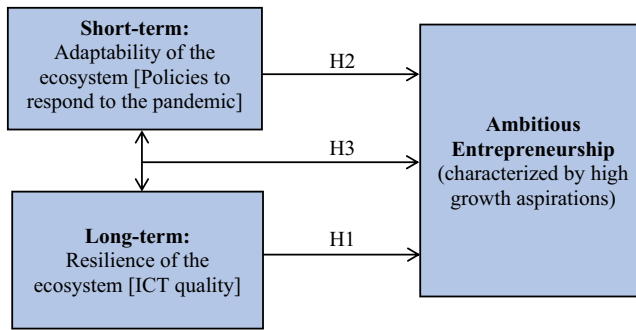 Short-term:
Adaptability of the
ecosystem [Policies to
respond to the pandemic]
H2
H3
Ambitious
Entrepreneurship
(characterized by high
growth aspirations)
Long-term:
Resilience of the
ecosystem [ICT quality]
H1